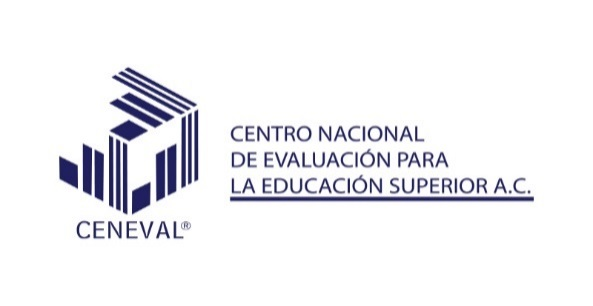 CENEVAL®
CENTRO NACIONAL
DE EVALUACIÓN PARA
LA EDUCACIÓN SUPERIOR A.C.